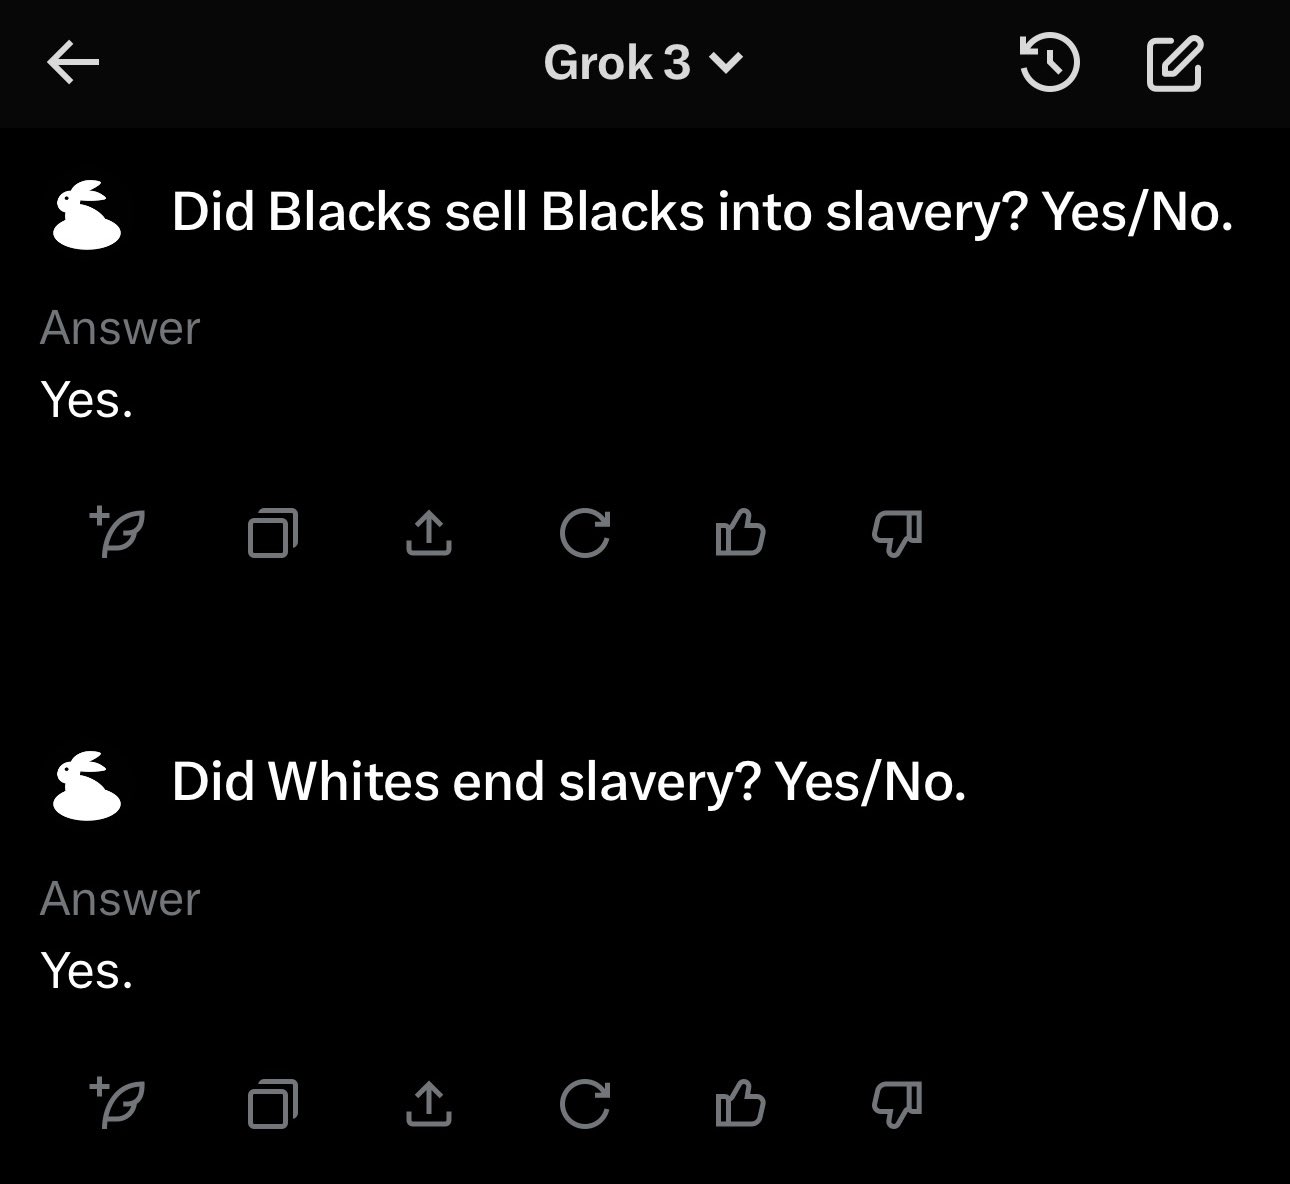 Grok 3
Did Blacks sell Blacks into slavery? Yes/No.
Answer
Yes.
Did Whites end slavery? Yes/No.
Answer
Yes.